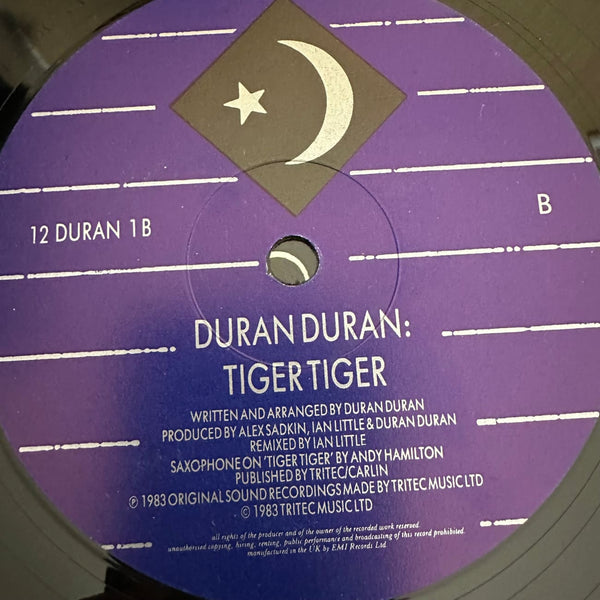 12 DURAN 1B
B
DURAN DURAN:
TIGER TIGER
WRITTEN AND ARRANGED BY DURAN DURAN
PRODUCED BY ALEX SADKIN, IAN LITTLE & DURAN DURAN
REMIXED BY IAN LITTLE
SAXOPHONE ON 'TIGER TIGER' BY ANDY HAMILTON
PUBLISHED BY TRITEC/CARLIN
℗ 1983 ORIGINAL SOUND RECORDINGS MADE BY TRITEC MUSIC LTD
© 1983 TRITEC MUSIC LTD
all rights of the producer and of the owner of the recorded work reserved.
unauthorised copying, hiring, renting, public performance and broadcasting of this record prohibited.
manufactured in the UK by EMI Records Ltd.